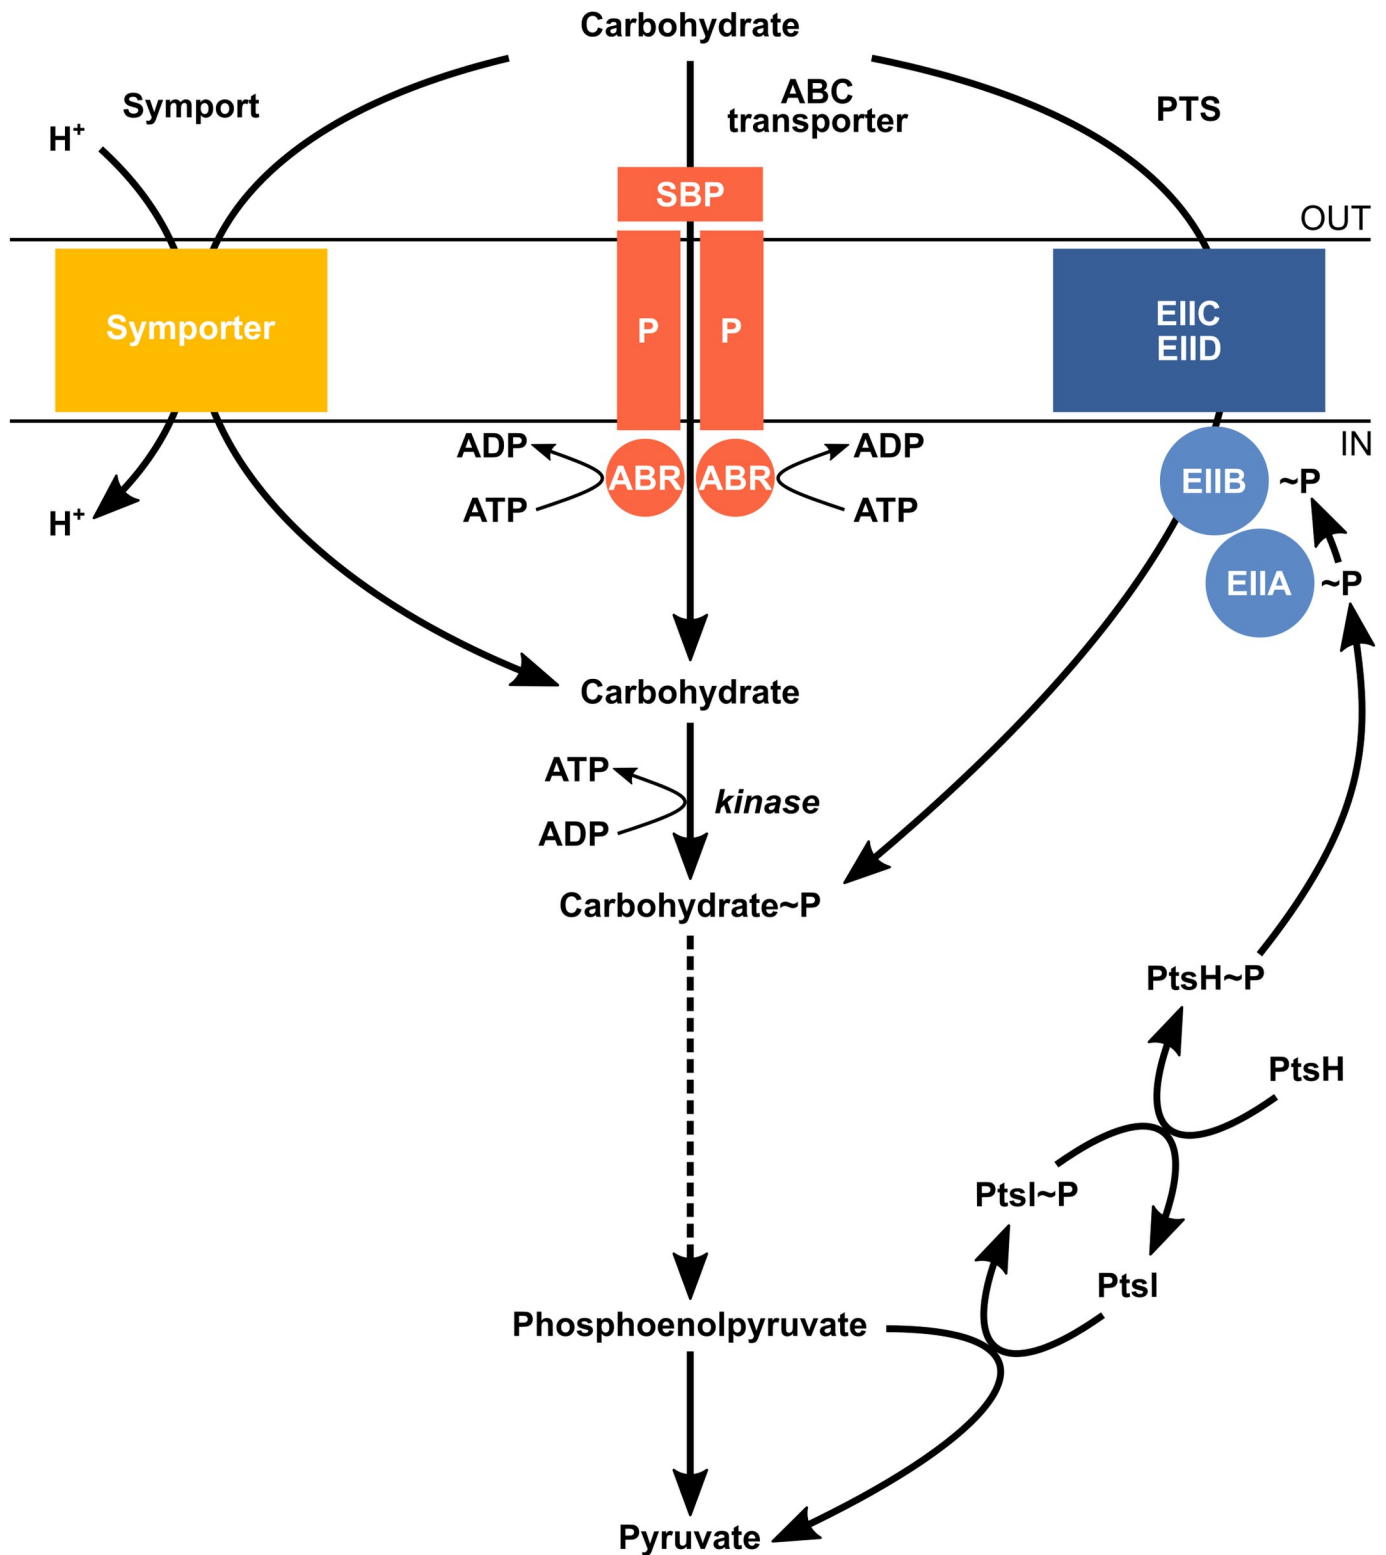 Carbohydrate
Symport
ABC
transporter
PTS
H⁺
SBP
OUT
Symporter
P
P
EIIC
EIID
IN
ADP
ABR
ABR
ADP
ATP
ATP
EIIB
~P
H⁺
EIIA
~P
Carbohydrate
ATP
kinase
ADP
Carbohydrate~P
PtsH~P
PtsH
PtsI~P
PtsI
Phosphoenolpyruvate
Pyruvate